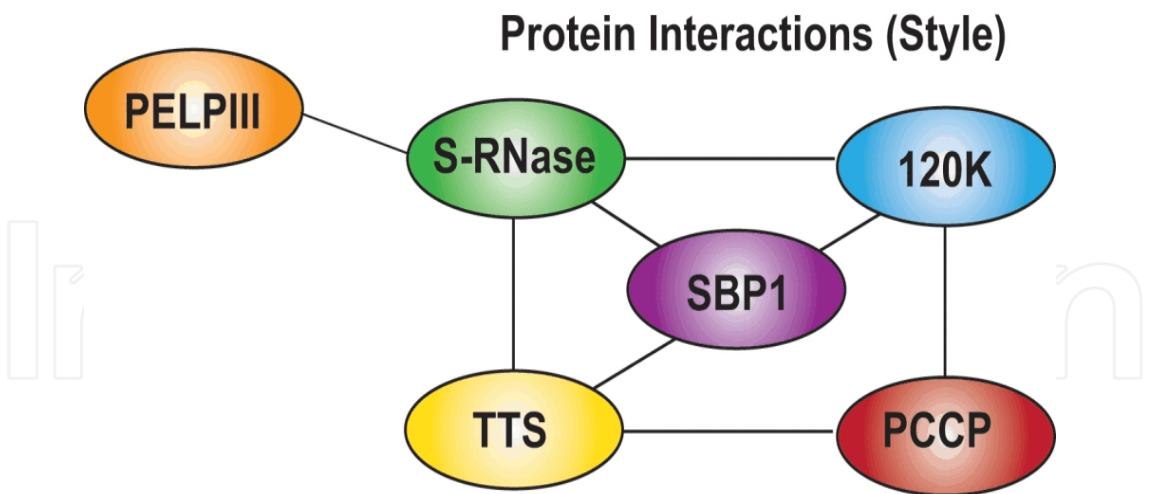 Protein Interactions (Style)
PELPIII
S-RNase
120K
SBP1
TTS
PCCP